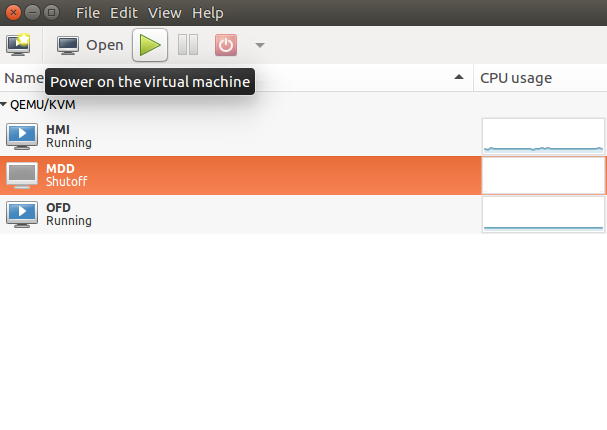 File Edit View Help
Open
Name
Power on the virtual machine
CPU usage
QEMU/KVM
HMI
Running
MDD
Shutoff
OFD
Running